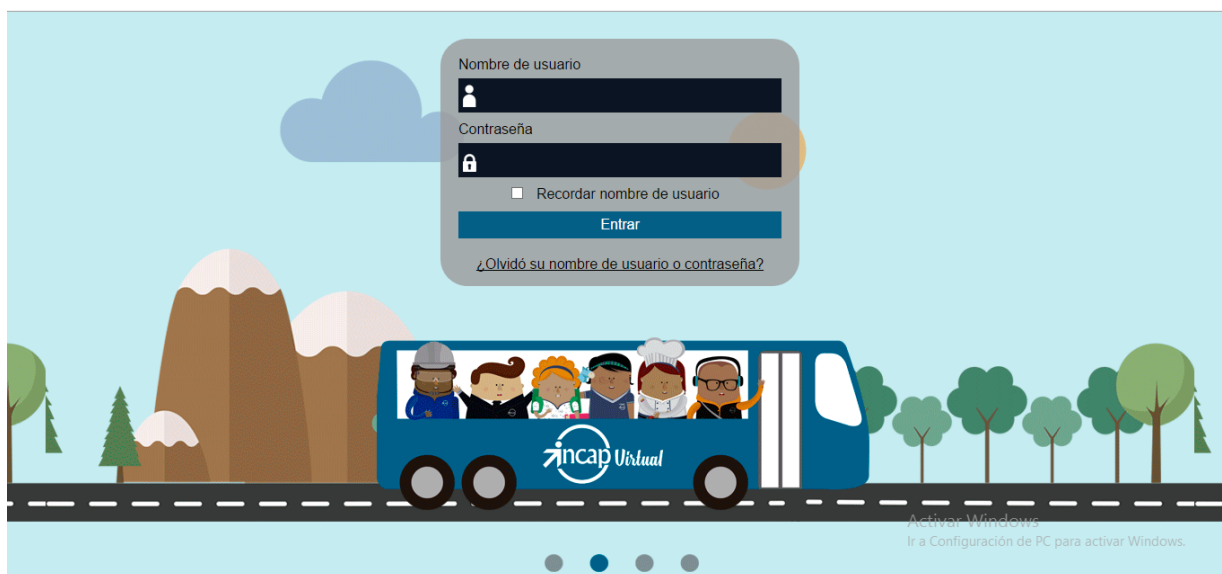 Nombre de usuario
Contraseña
Recordar nombre de usuario
Entrar
¿Olvidó su nombre de usuario o contraseña?
incap Virtual
Activar Windows
Ir a Configuración de PC para activar Windows.